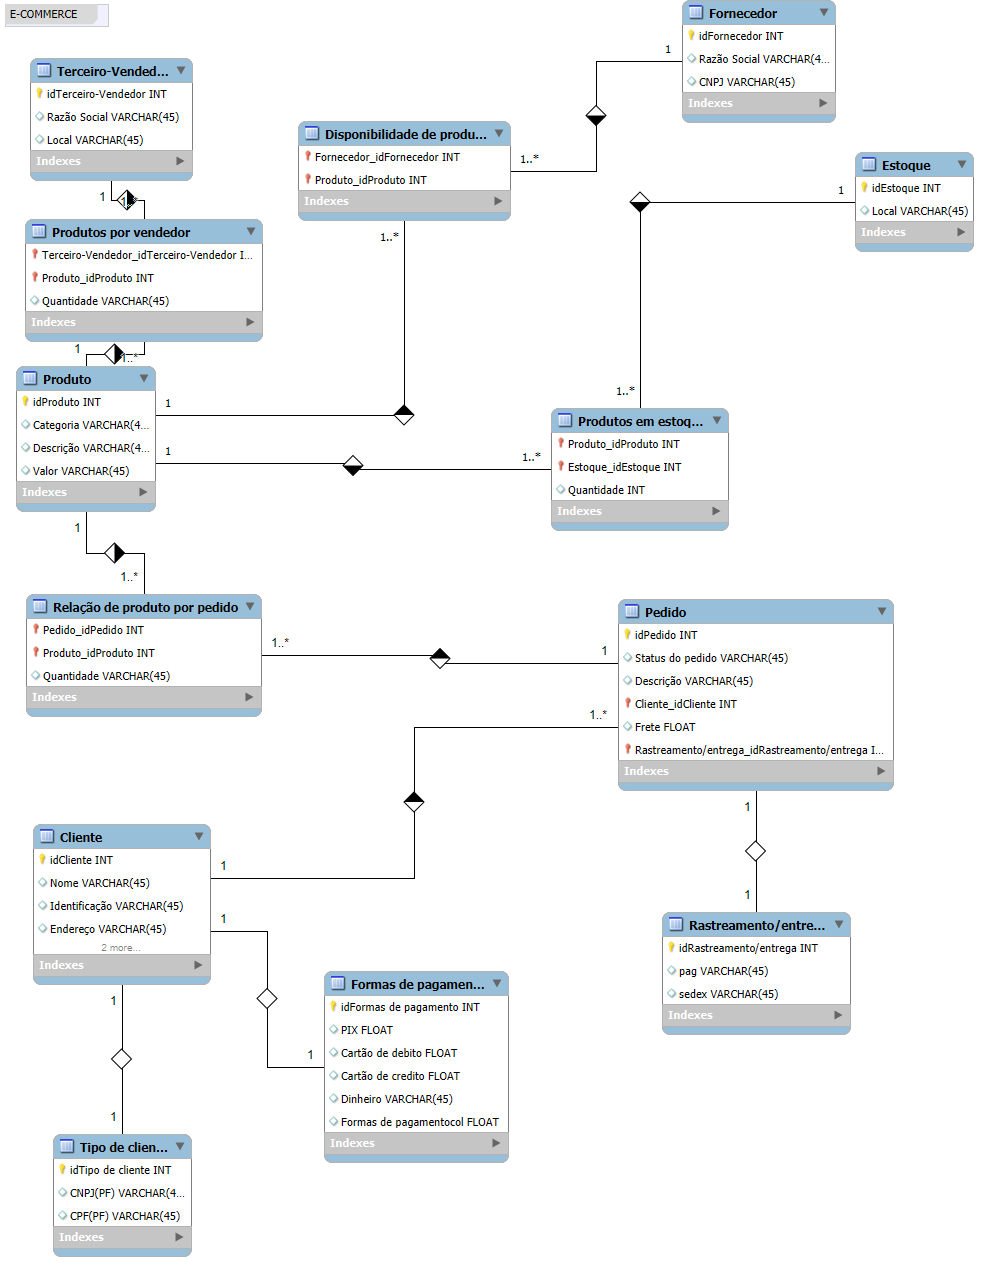 E-COMMERCE
Fornecedor
idFornecedor INT
Razão Social VARCHAR(4...
CNPJ VARCHAR(45)
Indexes
1
1..*
Terceiro-Vended...
idTerceiro-Vendedor INT
Razão Social VARCHAR(45)
Local VARCHAR(45)
Indexes
1
1..*
Disponibilidade de produ...
Fornecedor_idFornecedor INT
Produto_idProduto INT
Indexes
1..*
Estoque
idEstoque INT
Local VARCHAR(45)
Indexes
1
1..*
Produtos por vendedor
Terceiro-Vendedor_idTerceiro-Vendedor I...
Produto_idProduto INT
Quantidade VARCHAR(45)
Indexes
1
1..*
Produto
idProduto INT
Categoria VARCHAR(4...
Descrição VARCHAR(4...
Valor VARCHAR(45)
Indexes
1
1
1..*
Produtos em estoq...
Produto_idProduto INT
Estoque_idEstoque INT
Quantidade INT
Indexes
1
1..*
Relação de produto por pedido
Pedido_idPedido INT
Produto_idProduto INT
Quantidade VARCHAR(45)
Indexes
1..*
1
Pedido
idPedido INT
Status do pedido VARCHAR(45)
Descrição VARCHAR(45)
Cliente_idCliente INT
Frete FLOAT
Rastreamento/entrega_idRastreamento/entrega I...
Indexes
1..*
1
1
Cliente
idCliente INT
Nome VARCHAR(45)
Identificação VARCHAR(45)
Endereço VARCHAR(45)
2 more...
Indexes
1
1
1
1
Rastreamento/entre...
idRastreamento/entrega INT
pag VARCHAR(45)
sedex VARCHAR(45)
Indexes
Formas de pagamen...
idFormas de pagamento INT
PIX FLOAT
Cartão de debito FLOAT
Cartão de credito FLOAT
Dinheiro VARCHAR(45)
Formas de pagamentocol FLOAT
Indexes
1
Tipo de clien...
idTipo de cliente INT
CNPJ(PF) VARCHAR(4...
CPF(PF) VARCHAR(45)
Indexes